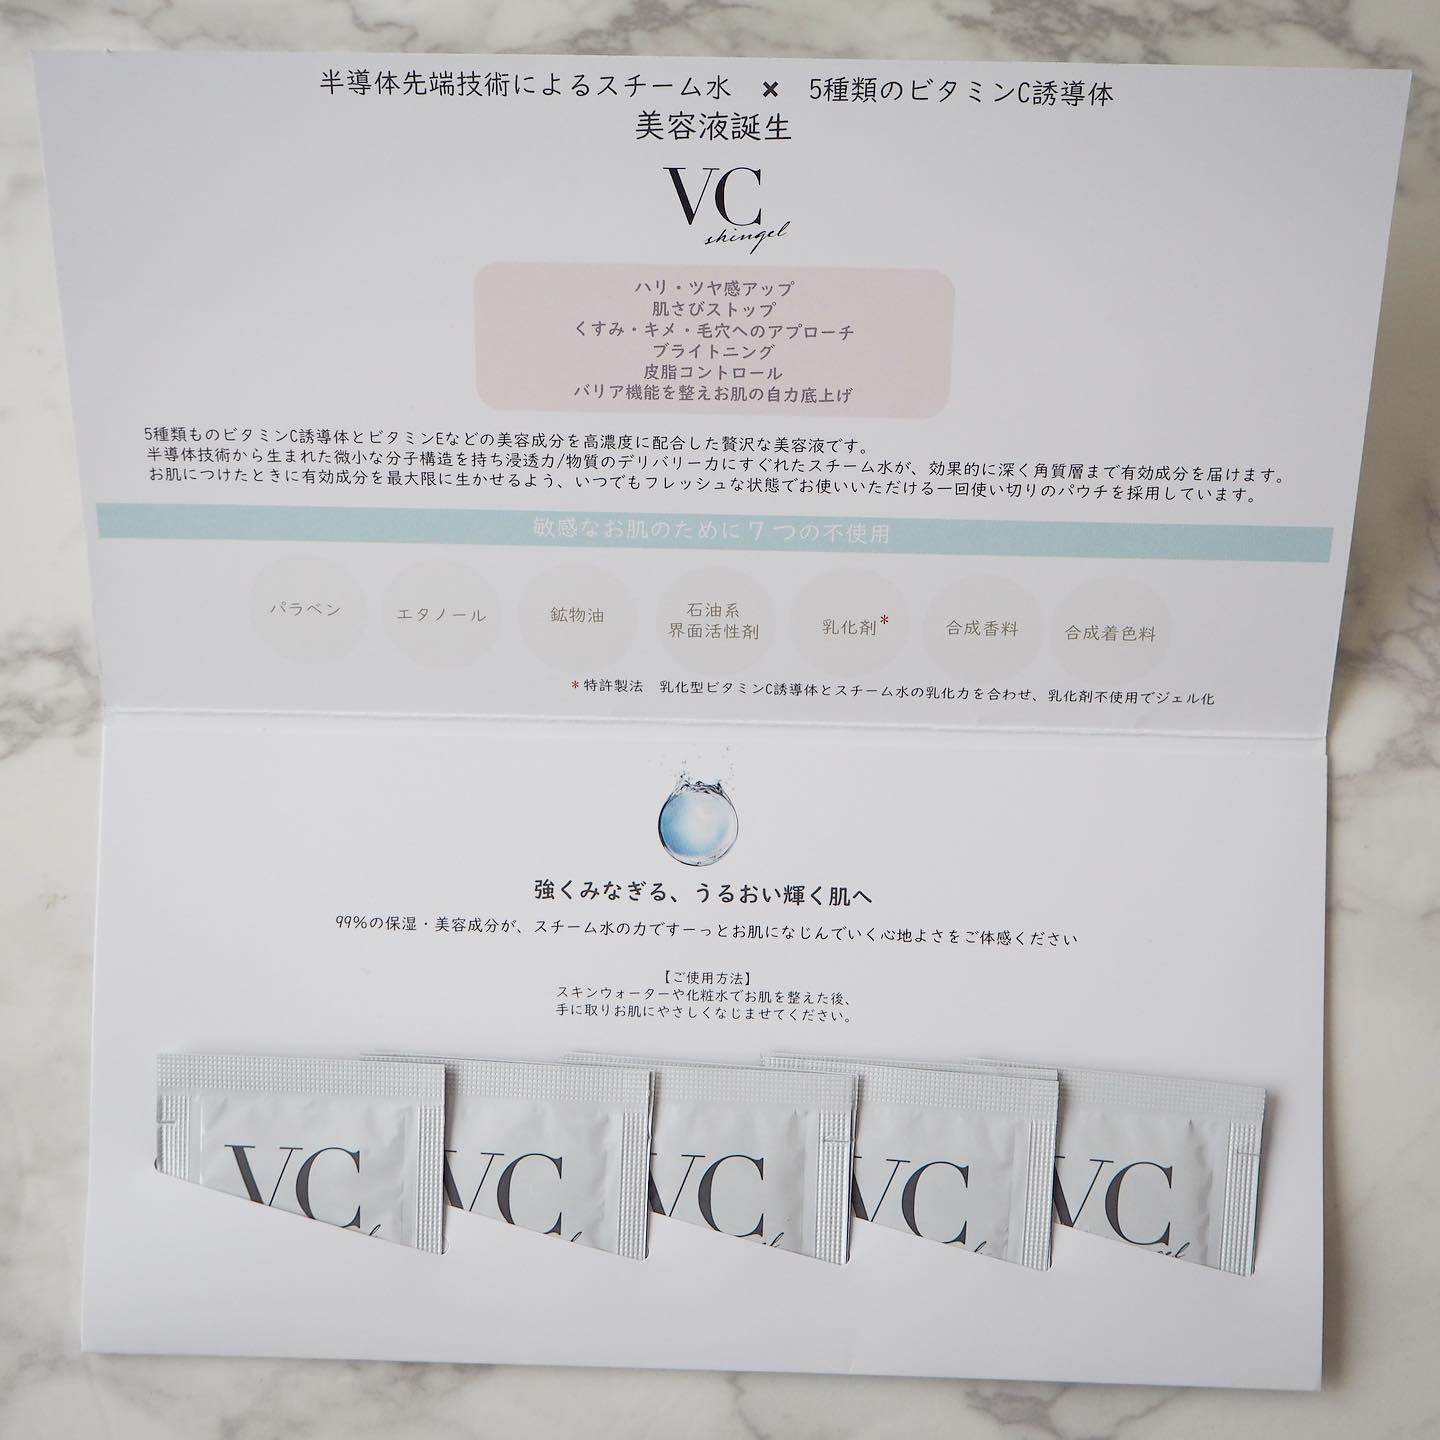 半導体先端技術によるスチーム水 ✖ 5種類のビタミンC誘導体
美容液誕生
VC
shingel
ハリ・ツヤ感アップ
肌さびストップ
くすみ・キメ・毛穴へのアプローチ
ブライトニング
皮脂コントロール
バリア機能を整えお肌の自力底上げ
5種類ものビタミンC誘導体とビタミンEなどの美容成分を高濃度に配合した贅沢な美容液です。
半導体技術から生まれた微小な分子構造を持ち浸透力/物質のデリバリー力にすぐれたスチーム水が、効果的に深く角質層まで有効成分を届けます。
お肌につけたときに有効成分を最大限に生かせるよう、いつでもフレッシュな状態でお使いいただける一回使い切りのパウチを採用しています。
敏感なお肌のために7つの不使用
パラベン
エタノール
鉱物油
石油系
界面活性剤
乳化剤*
合成香料
合成着色料
*特許製法 乳化型ビタミンC誘導体とスチーム水の乳化力を合わせ、乳化剤不使用でジェル化
強くみなぎる、うるおい輝く肌へ
99%の保湿・美容成分が、スチーム水の力ですーっとお肌になじんでいく心地よさをご体感ください
【ご使用方法】
スキンウォーターや化粧水でお肌を整えた後、
手に取りお肌にやさしくなじませてください。
VC
VC
VC
VC
VC
gel